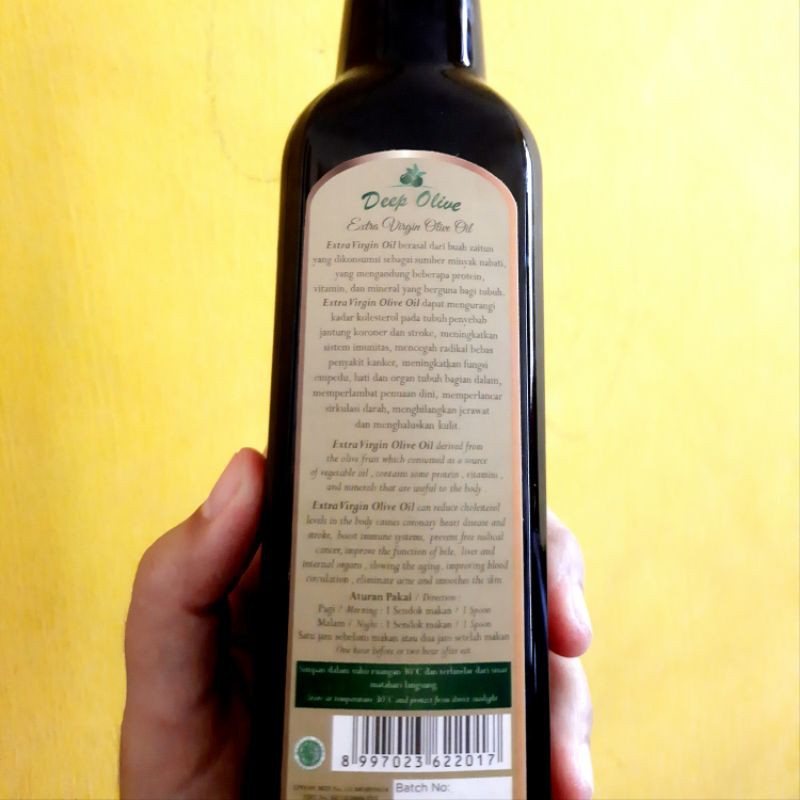 Deep Olive
Extra Virgin Olive Oil
Extra Virgin Oil berasal dari buah zaitun
yang dikonsumsi sebagai sumber minyak nabati,
yang mengandung beberapa protein,
vitamin, dan mineral yang berguna bagi tubuh.
Extra Virgin Olive Oil dapat mengurangi
kadar kolesterol pada tubuh penyebab
jantung koroner dan stroke, meningkatkan
sistem imunitas, mencegah radikal bebas
penyakit kanker, meningkatkan fungsi
empedu, hati dan organ tubuh bagian dalam,
memperlambat penuaan dini, memperlancar
sirkulasi darah, menghilangkan jerawat
dan menghaluskan kulit.
Extra Virgin Olive Oil derived from
the olive fruit which consumed as a source
of vegetable oil , contains some protein , vitamins ,
and minerals that are useful to the body
Extra Virgin Olive Oil can reduce cholesterol
levels in the body causes coronary heart disease and
stroke, boost immune systems, prevent free radical
cancer, improve the function of bile, liver and
internal organs , slowing the aging , improving blood
circulation , eliminate acne and smoothes the skin
Aturan Pakai / Direction :
Pagi / Morning : 1 Sendok makan / 1 Spoon
Malam / Night : 1 Sendok makan / 1 Spoon
Satu jam sebelum makan atau dua jam setelah makan
One hour before or two hour after eat.
Simpan dalam suhu ruangan 30°C dan terhindar dari sinar
matahari langsung.
Store at temperature 30°C and protect from direct sunlight
8 997023 622017
Batch No: